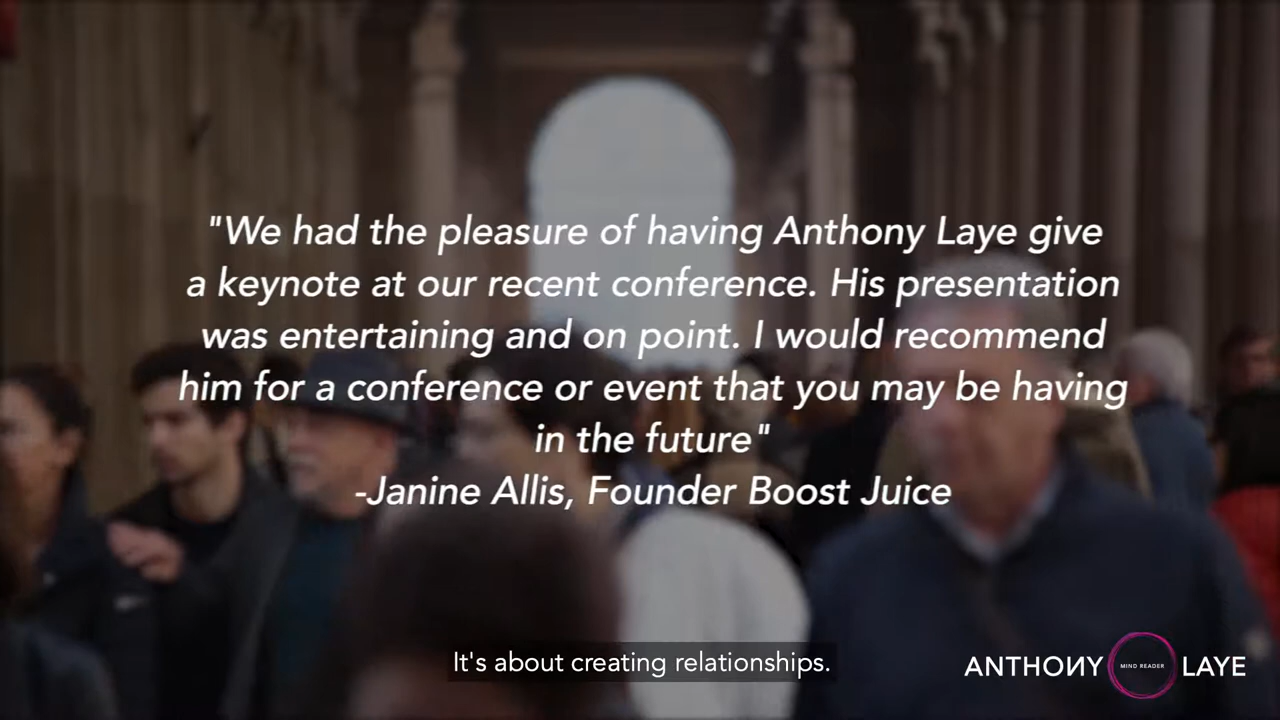 "We had the pleasure of having Anthony Laye give
a keynote at our recent conference. His presentation
was entertaining and on point. I would recommend
him for a conference or event that you may be having
in the future"
-Janine Allis, Founder Boost Juice
It's about creating relationships.
ANTHOИY MIND READER LAYE